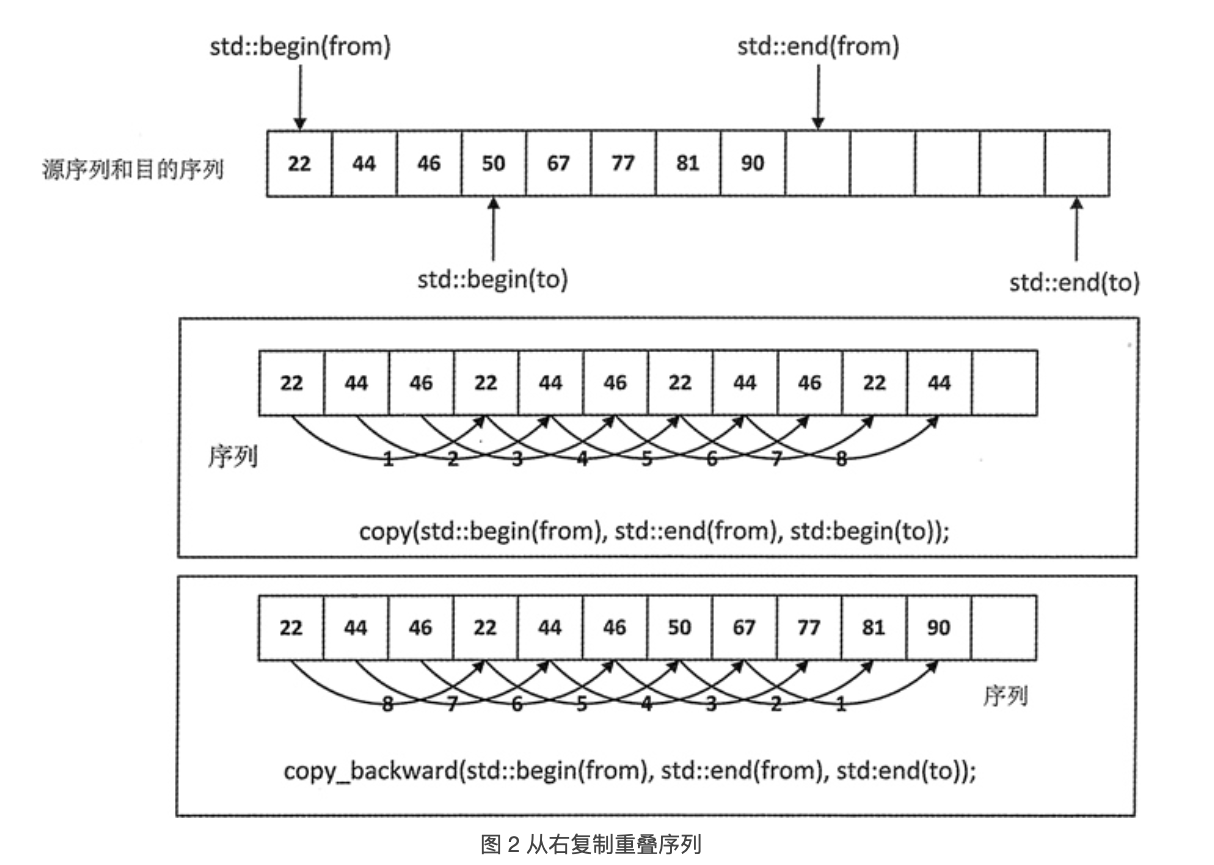 std::begin(from) std::end(from)
源序列和目的序列 22 44 46 50 67 77 81 90
std::begin(to) std::end(to)
22 44 46 22 44 46 22 44 46 22 44
序列 1 2 3 4 5 6 7 8
copy(std::begin(from), std::end(from), std:begin(to));
22 44 46 22 44 46 50 67 77 81 90
8 7 6 5 4 3 2 1 序列
copy_backward(std::begin(from), std::end(from), std:end(to));
图 2 从右复制重叠序列